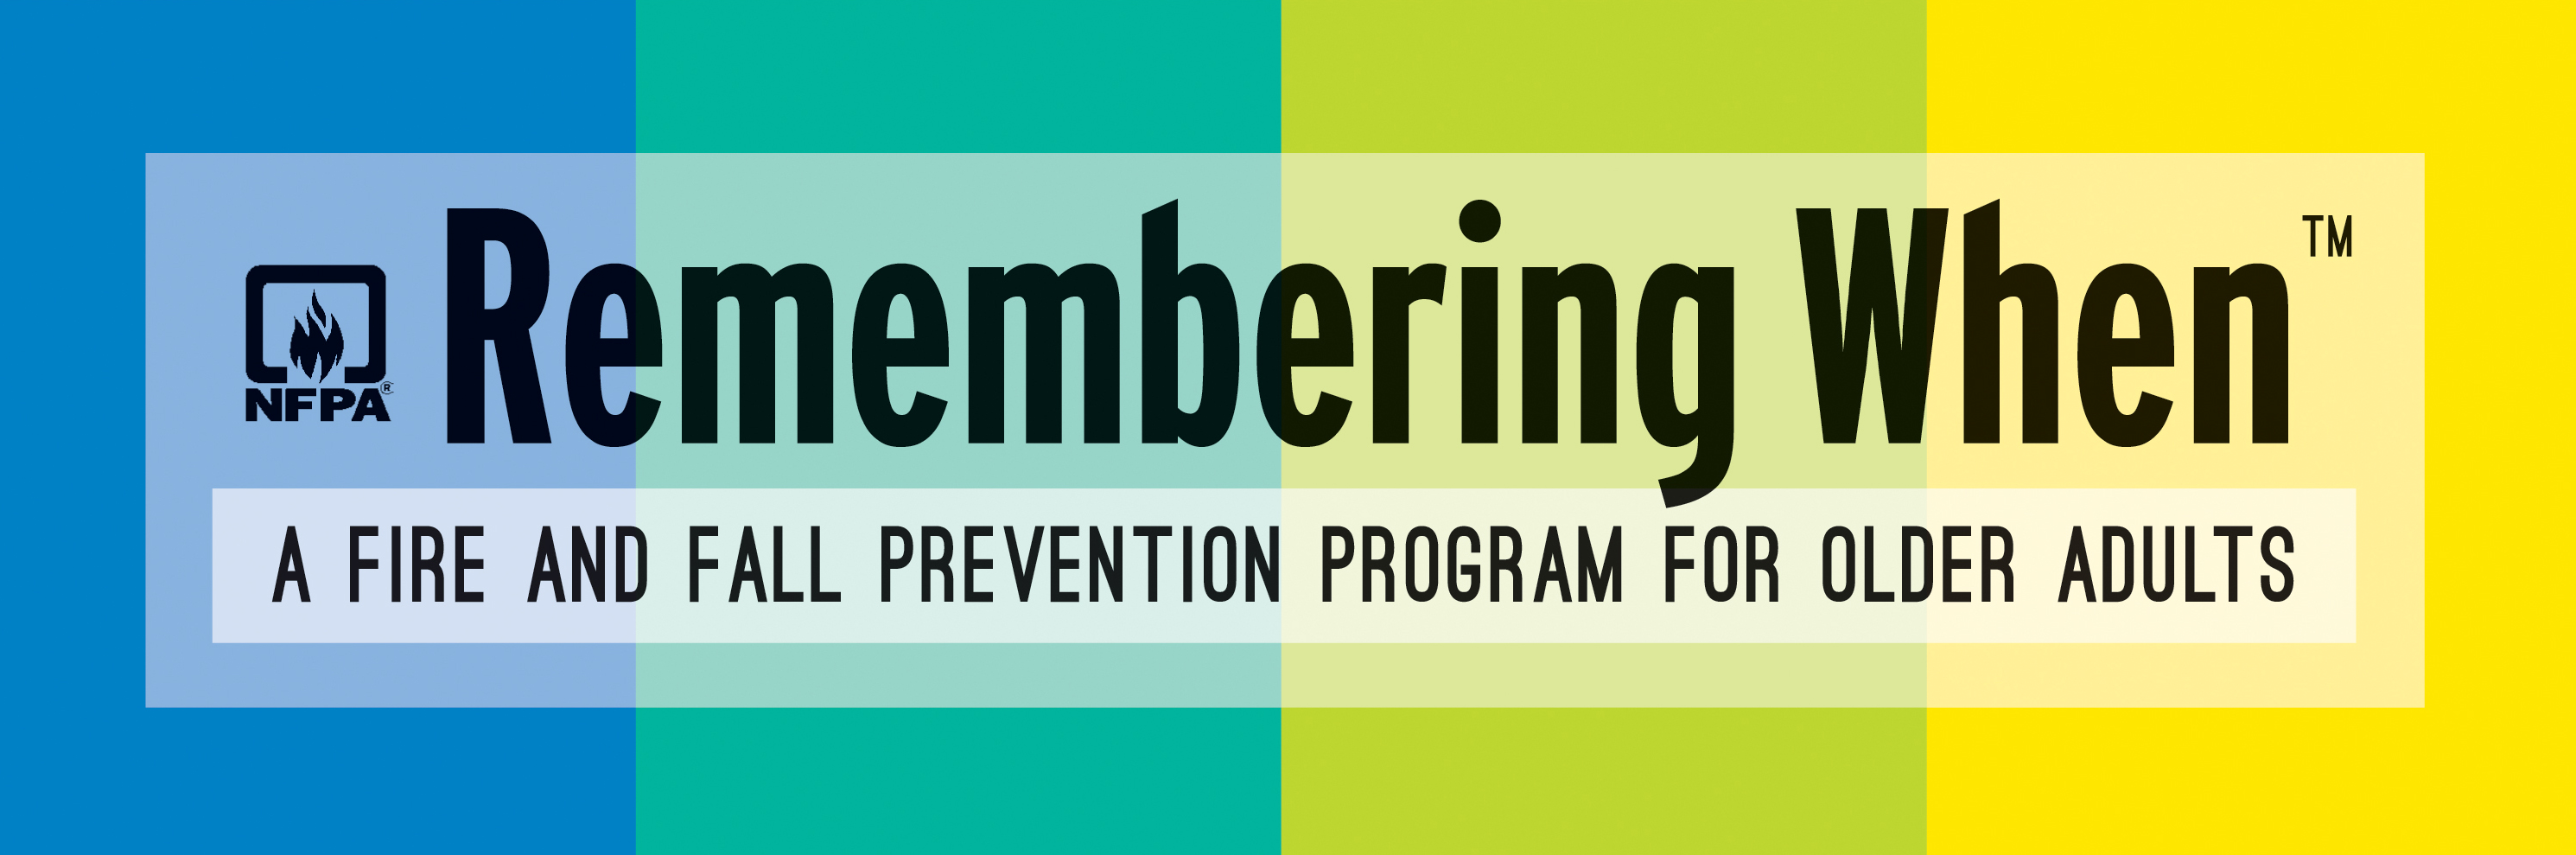 NFPA®
Remembering When™
A FIRE AND FALL PREVENTION PROGRAM FOR OLDER ADULTS